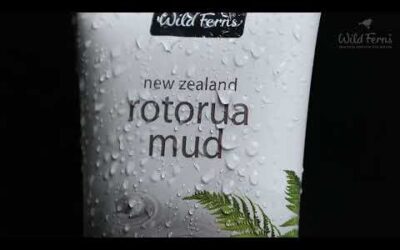 Wild Ferns
Wild Ferns
new zealand
rotorua
mud